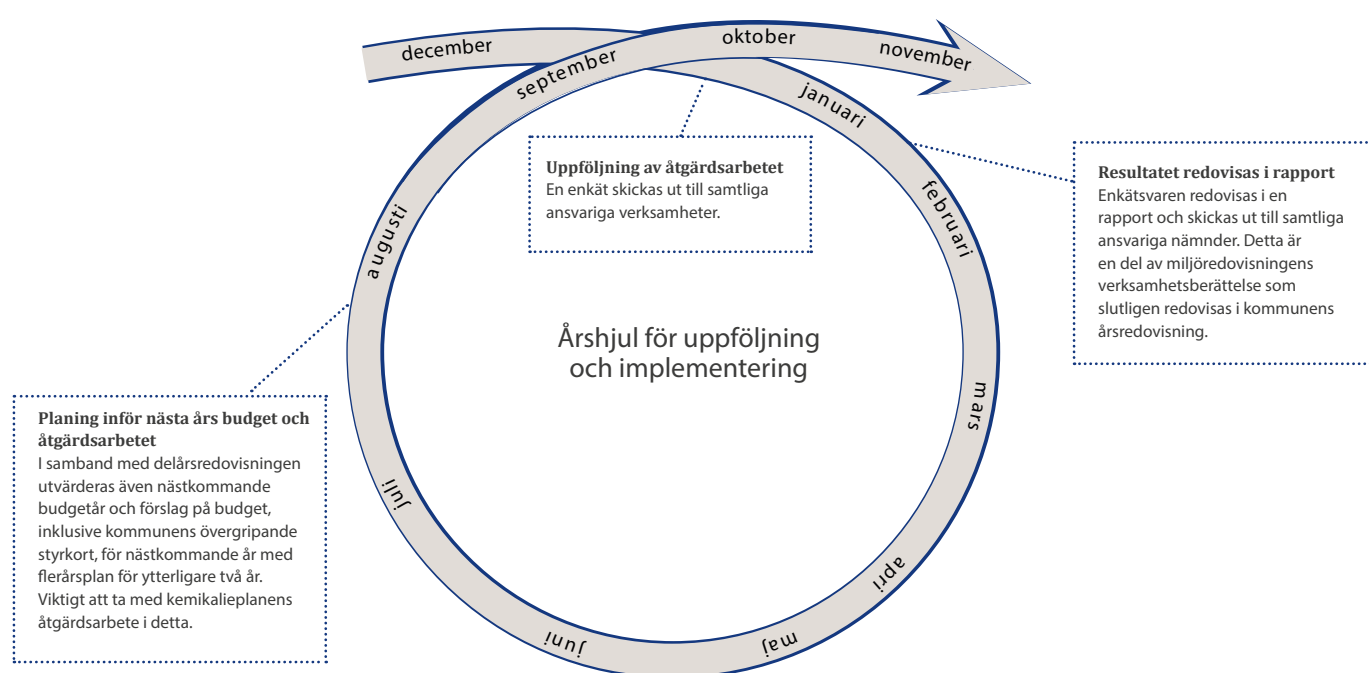 december
september
oktober
november
januari
februari
mars
april
maj
juni
juli
augusti
Uppföljning av åtgärdsarbetet
En enkät skickas ut till samtliga
ansvariga verksamheter.
Resultatet redovisas i rapport
Enkätsvaren redovisas i en
rapport och skickas ut till samtliga
ansvariga nämnder. Detta är
en del av miljöredovisningens
verksamhetsberättelse som
slutligen redovisas i kommunens
årsredovisning.
Årshjul för uppföljning
och implementering
Planing inför nästa års budget och
åtgärdsarbetet
I samband med delårsredovisningen
utvärderas även nästkommande
budgetår och förslag på budget,
inklusive kommunens övergripande
styrkort, för nästkommande år med
flerårsplan för ytterligare två år.
Viktigt att ta med kemikalieplanens
åtgärdsarbete i detta.